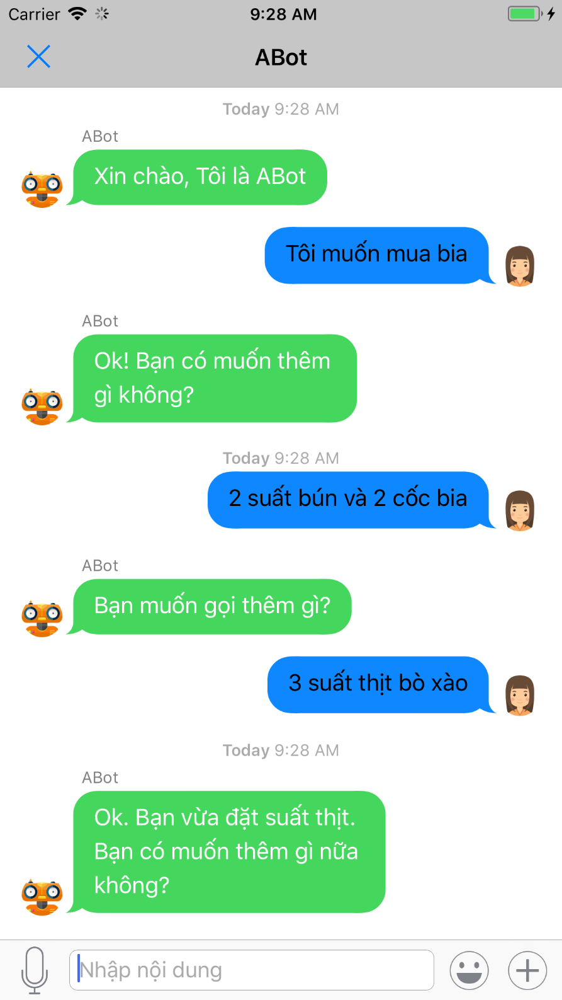 Carrier 9:28 AM
ABot
Today 9:28 AM
ABot
Xin chào, Tôi là ABot
Tôi muốn mua bia
ABot
Ok! Bạn có muốn thêm
gì không?
Today 9:28 AM
2 suất bún và 2 cốc bia
ABot
Bạn muốn gọi thêm gì?
3 suất thịt bò xào
Today 9:28 AM
ABot
Ok. Bạn vừa đặt suất thịt.
Bạn có muốn thêm gì nữa
không?
Nhập nội dung